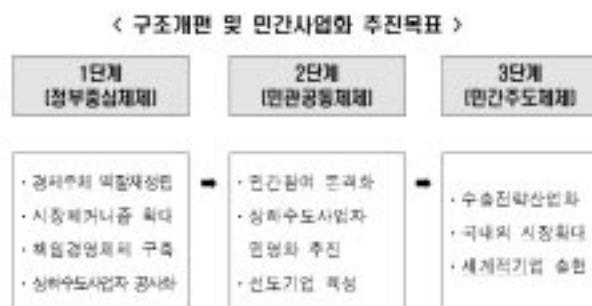 < 구조개편 및 민간사업화 추진목표 >
1단계
(정부중심체제)
2단계
(민관공동체제)
3단계
(민간주도체제)
· 경제주체 역할재정립
· 시장메커니즘 확대
· 책임경영체제 구축
· 상하수도사업자 공사화
➡
· 민간참여 본격화
· 상하수도사업자
민영화 추진
· 선도기업 육성
➡
· 수출전략산업화
· 국내외 시장확대
· 세계적기업 출현